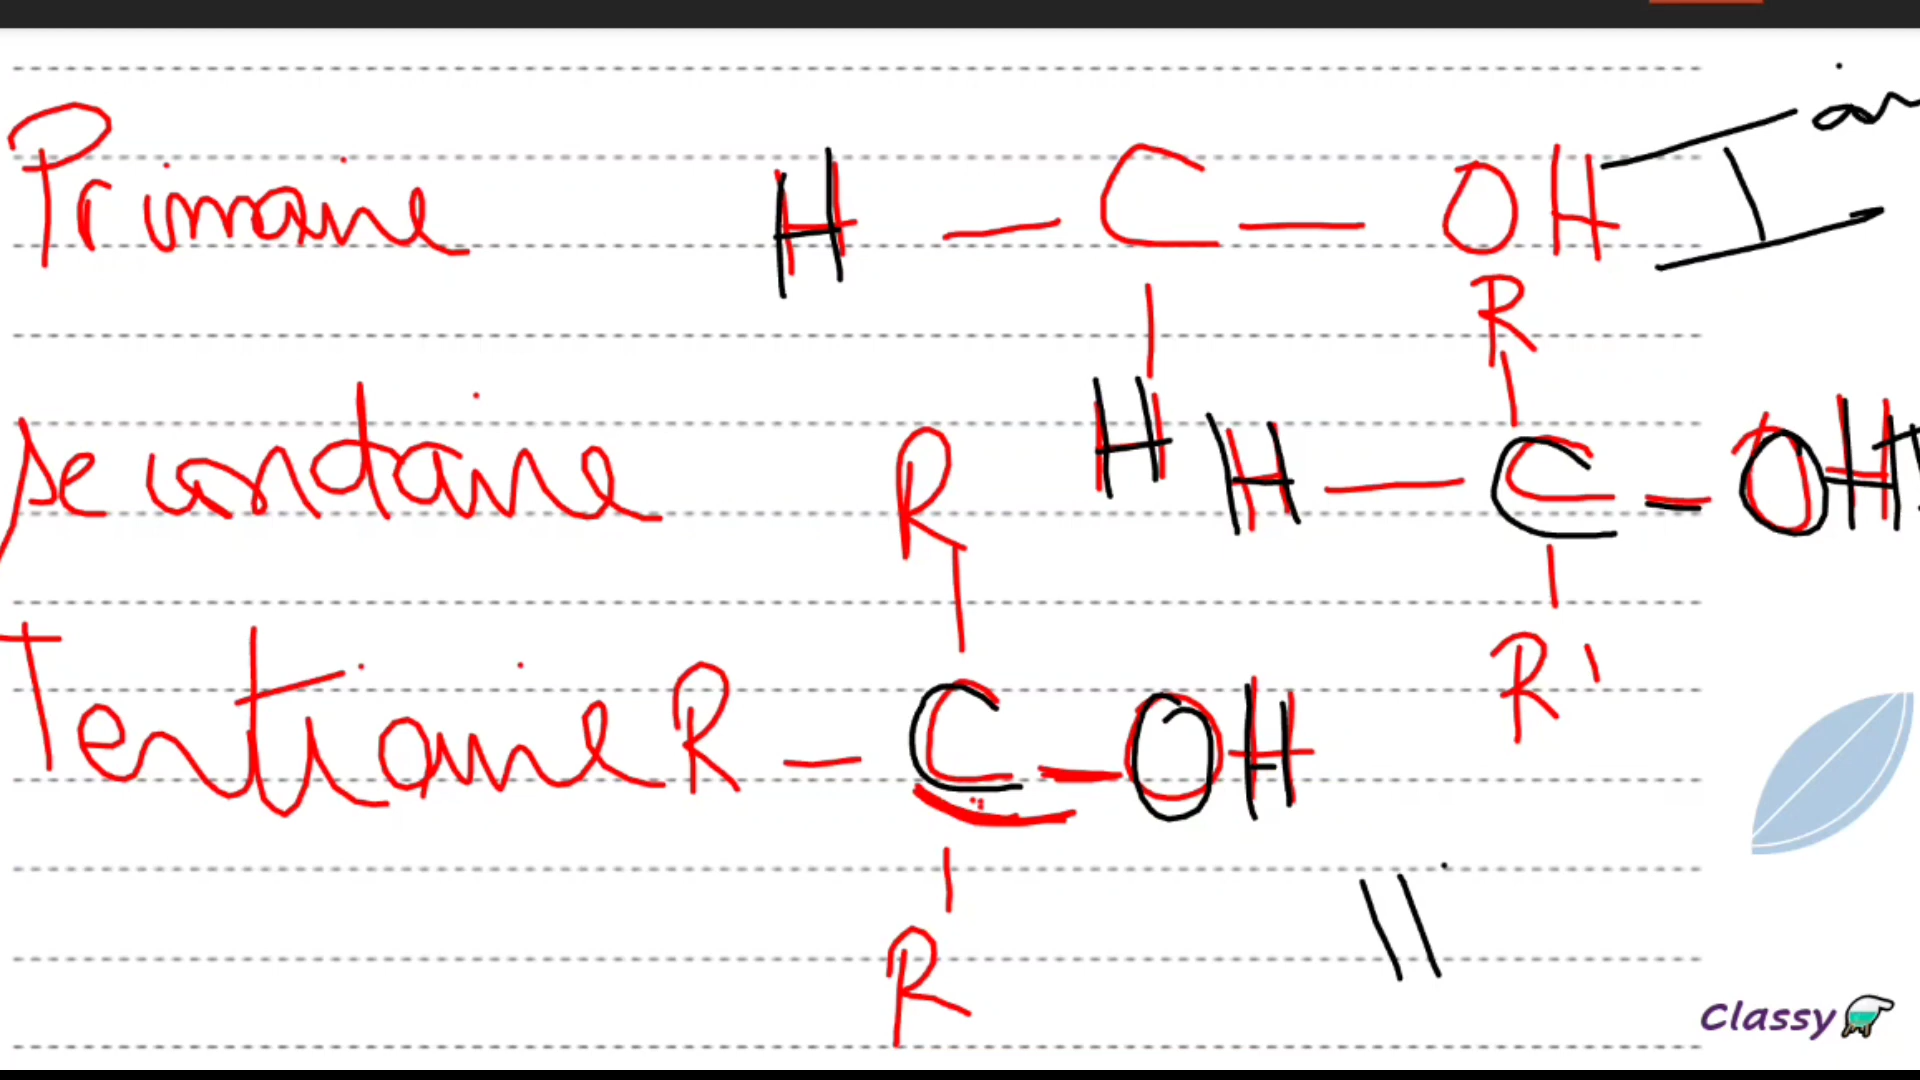 Primaire H — C — OH
R
H
secondaire R H — C — OH
R'
Tertiaire R — C — OH
R
Classy